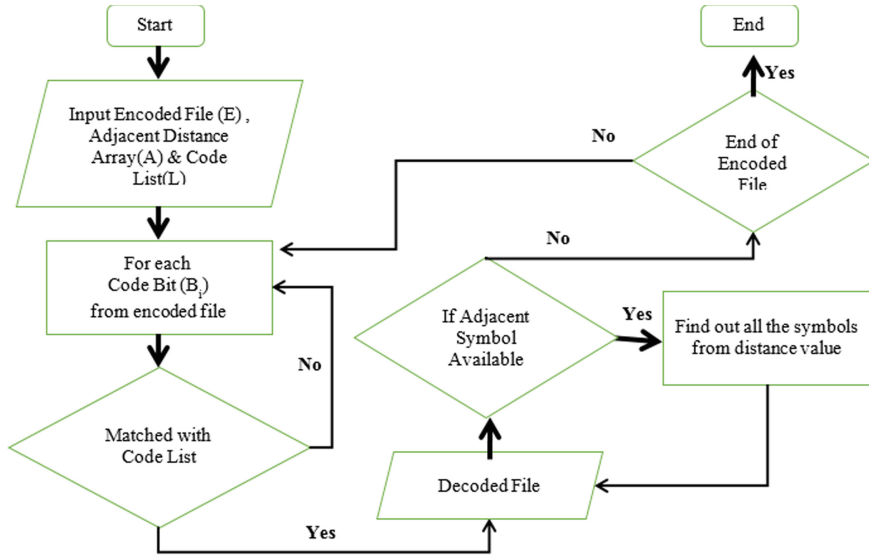 Start
Input Encoded File (E) ,
Adjacent Distance
Array(A) & Code
List(L)
For each
Code Bit (Bi)
from encoded file
No
Matched with
Code List
Yes
Decoded File
If Adjacent
Symbol
Available
Yes
Find out all the symbols
from distance value
No
End of
Encoded
File
No
Yes
End